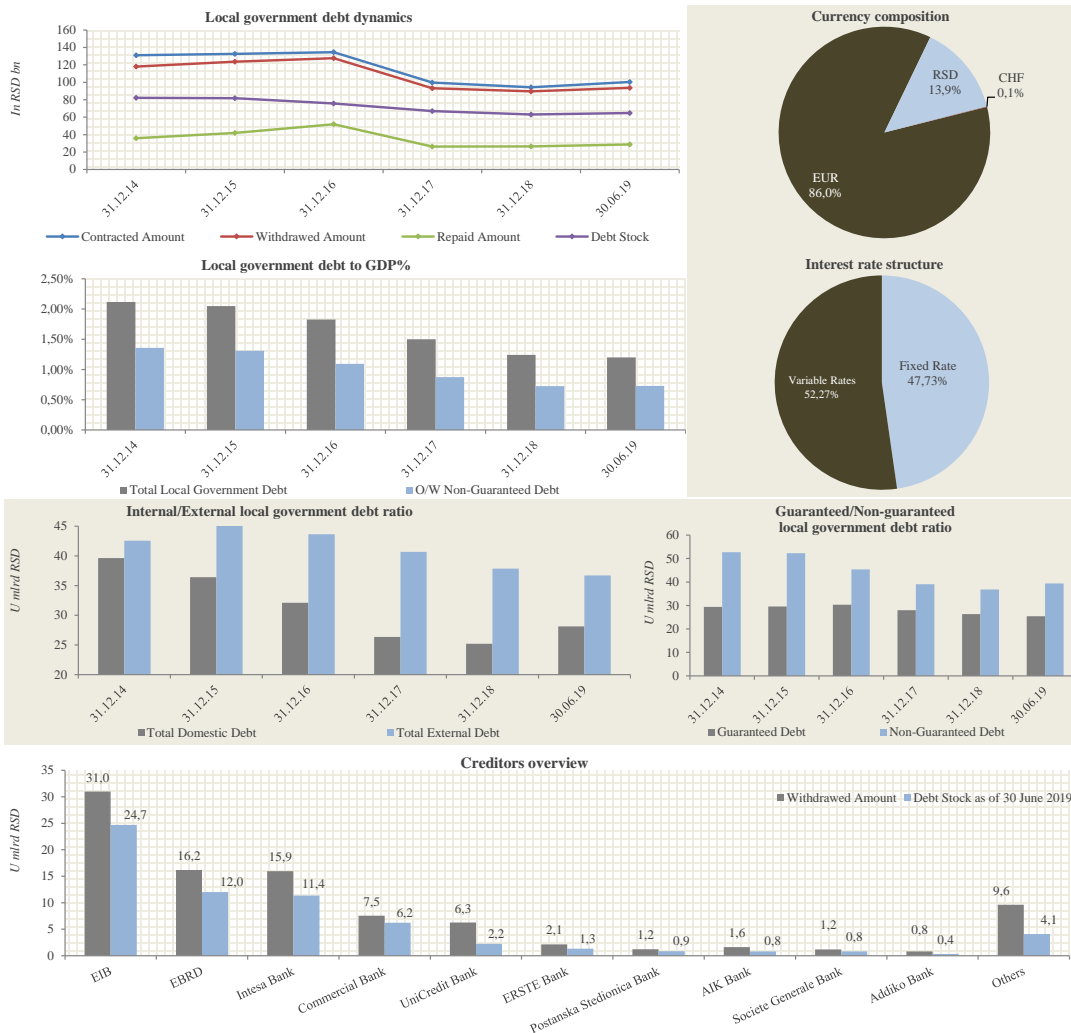 Local government debt dynamics
In RSD bn
160
140
120
100
80
60
40
20
0
31.12.14
31.12.15
31.12.16
31.12.17
31.12.18
30.06.19
Contracted Amount
Withdrawed Amount
Repaid Amount
Debt Stock
Currency composition
RSD
13,9%
CHF
0,1%
EUR
86,0%
Local government debt to GDP%
2,50%
2,00%
1,50%
1,00%
0,50%
0,00%
31.12.14
31.12.15
31.12.16
31.12.17
31.12.18
30.06.19
Total Local Government Debt
O/W Non-Guaranteed Debt
Interest rate structure
Fixed Rate
47,73%
Variable Rates
52,27%
Internal/External local government debt ratio
U mlrd RSD
45
40
35
30
25
20
31.12.14
31.12.15
31.12.16
31.12.17
31.12.18
30.06.19
Total Domestic Debt
Total External Debt
Guaranteed/Non-guaranteed
local government debt ratio
U mlrd RSD
60
50
40
30
20
10
0
31.12.14
31.12.15
31.12.16
31.12.17
31.12.18
30.06.19
Guaranteed Debt
Non-Guaranteed Debt
Creditors overview
U mlrd RSD
35
30
25
20
15
10
5
0
Withdrawed Amount
Debt Stock as of 30 June 2019
31,0
24,7
16,2
12,0
15,9
11,4
7,5
6,2
6,3
2,2
2,1
1,3
1,2
0,9
1,6
0,8
1,2
0,8
0,8
0,4
9,6
4,1
EIB
EBRD
Intesa Bank
Commercial Bank
UniCredit Bank
ERSTE Bank
Postanska Stedionica Bank
AIK Bank
Societe Generale Bank
Addiko Bank
Others